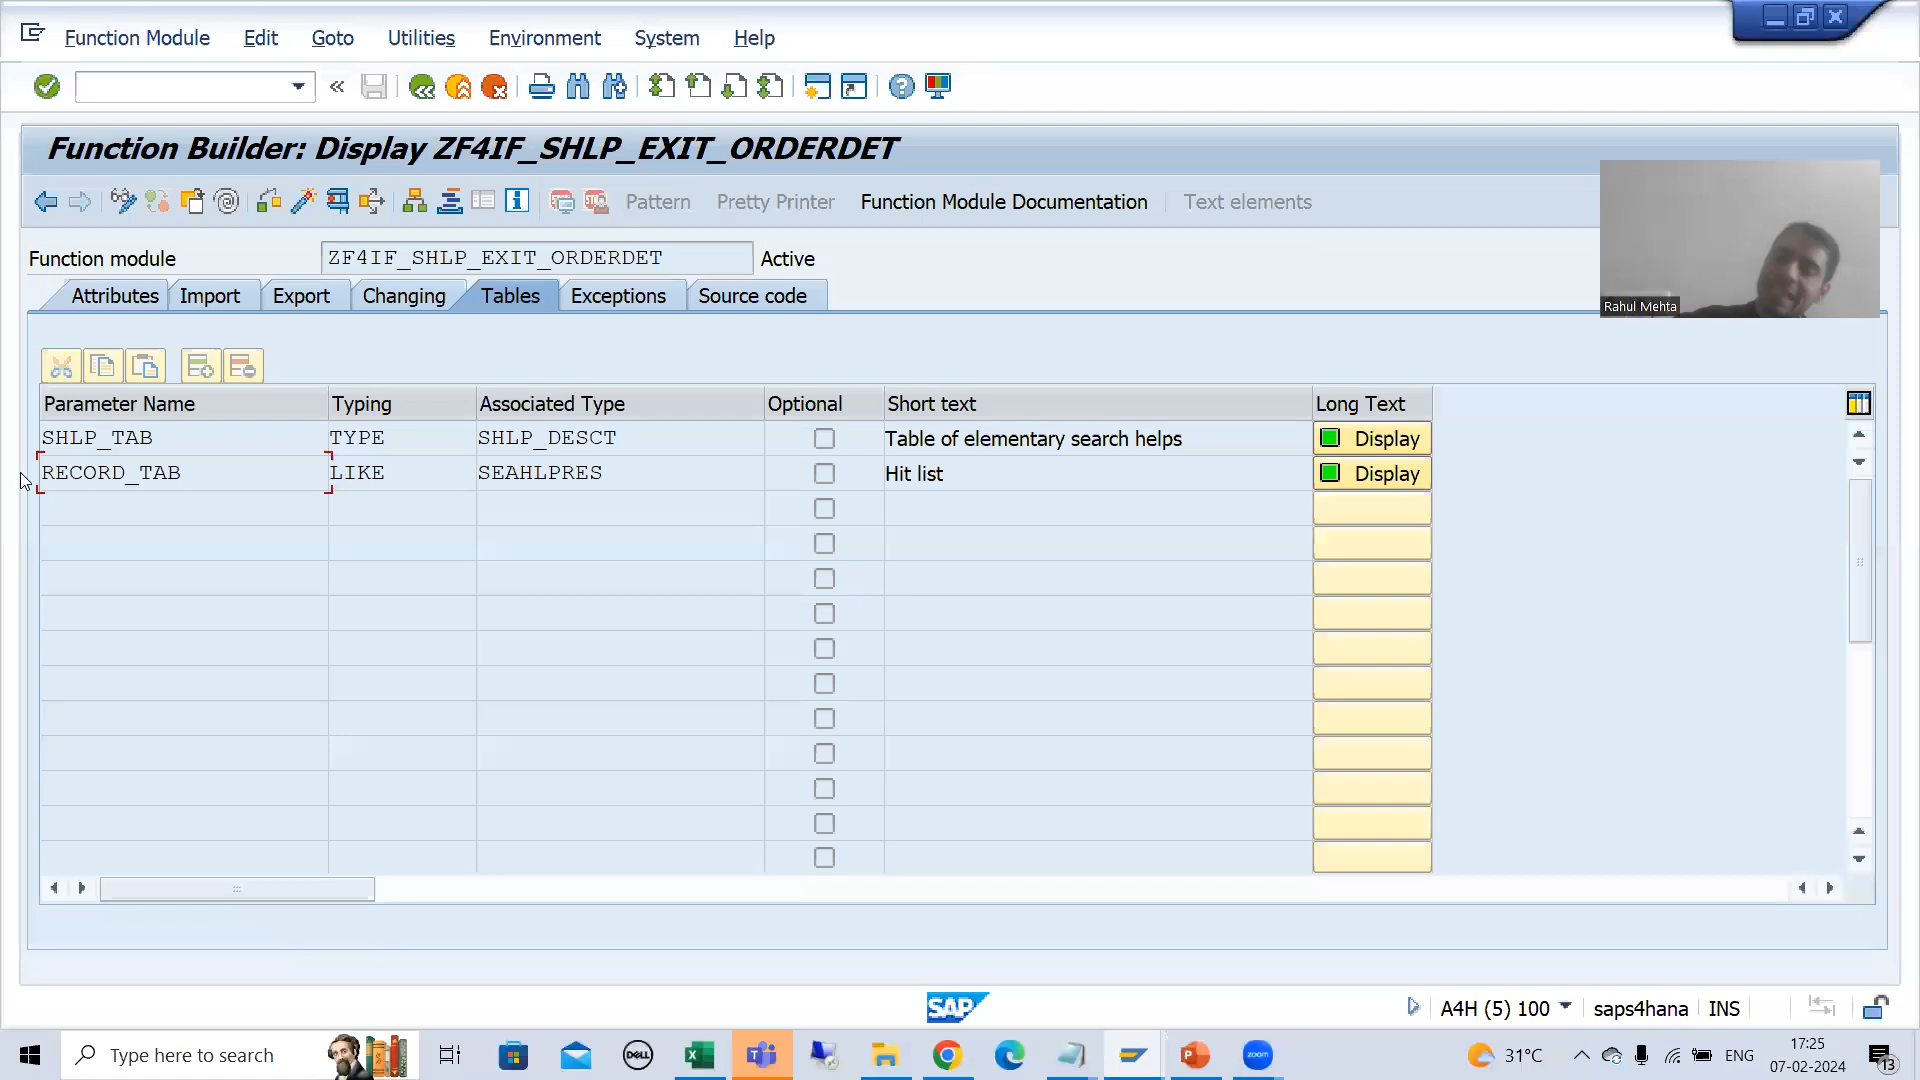 Function Module Edit Goto Utilities Environment System Help
Function Builder: Display ZF4IF_SHLP_EXIT_ORDERDET
Pattern Pretty Printer Function Module Documentation Text elements
Function module ZF4IF_SHLP_EXIT_ORDERDET Active
Attributes Import Export Changing Tables Exceptions Source code
Rahul Mehta
Parameter Name Typing Associated Type Optional Short text Long Text
SHLP_TAB TYPE SHLP_DESCT Table of elementary search helps Display
RECORD_TAB LIKE SEAHLPRES Hit list Display
SAP
A4H (5) 100 saps4hana INS
Type here to search
DELL
zoom
31°C
ENG
17:25
07-02-2024
13